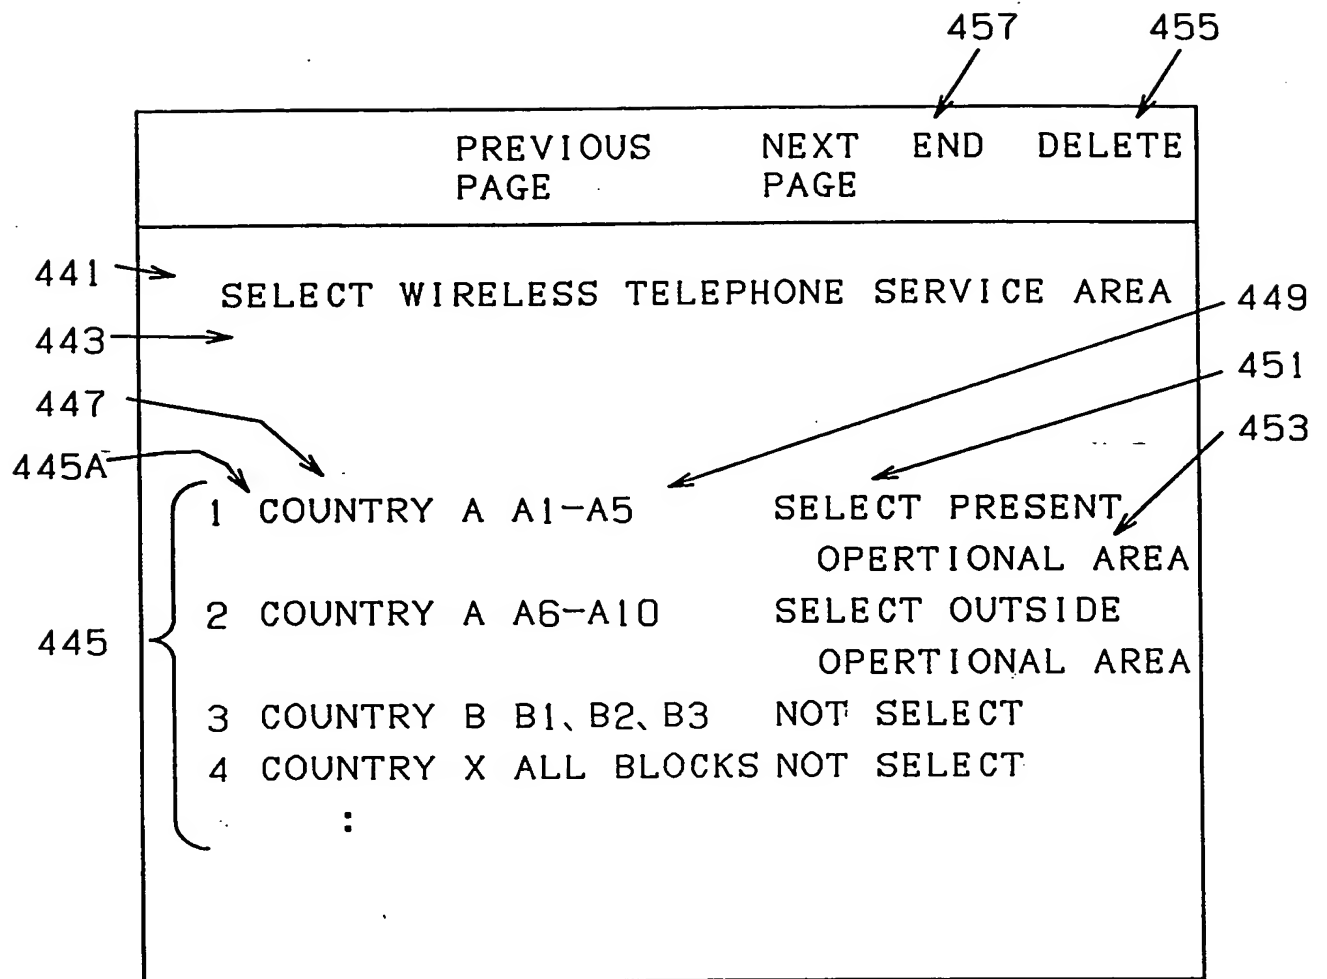 457 455
PREVIOUS PAGE NEXT PAGE END DELETE
441
SELECT WIRELESS TELEPHONE SERVICE AREA
449
443
451
447
453
445A
1 COUNTRY A A1-A5 SELECT PRESENT
OPERTIONAL AREA
2 COUNTRY A A6-A10 SELECT OUTSIDE
OPERTIONAL AREA
445
3 COUNTRY B B1、B2、B3 NOT SELECT
4 COUNTRY X ALL BLOCKS NOT SELECT
: